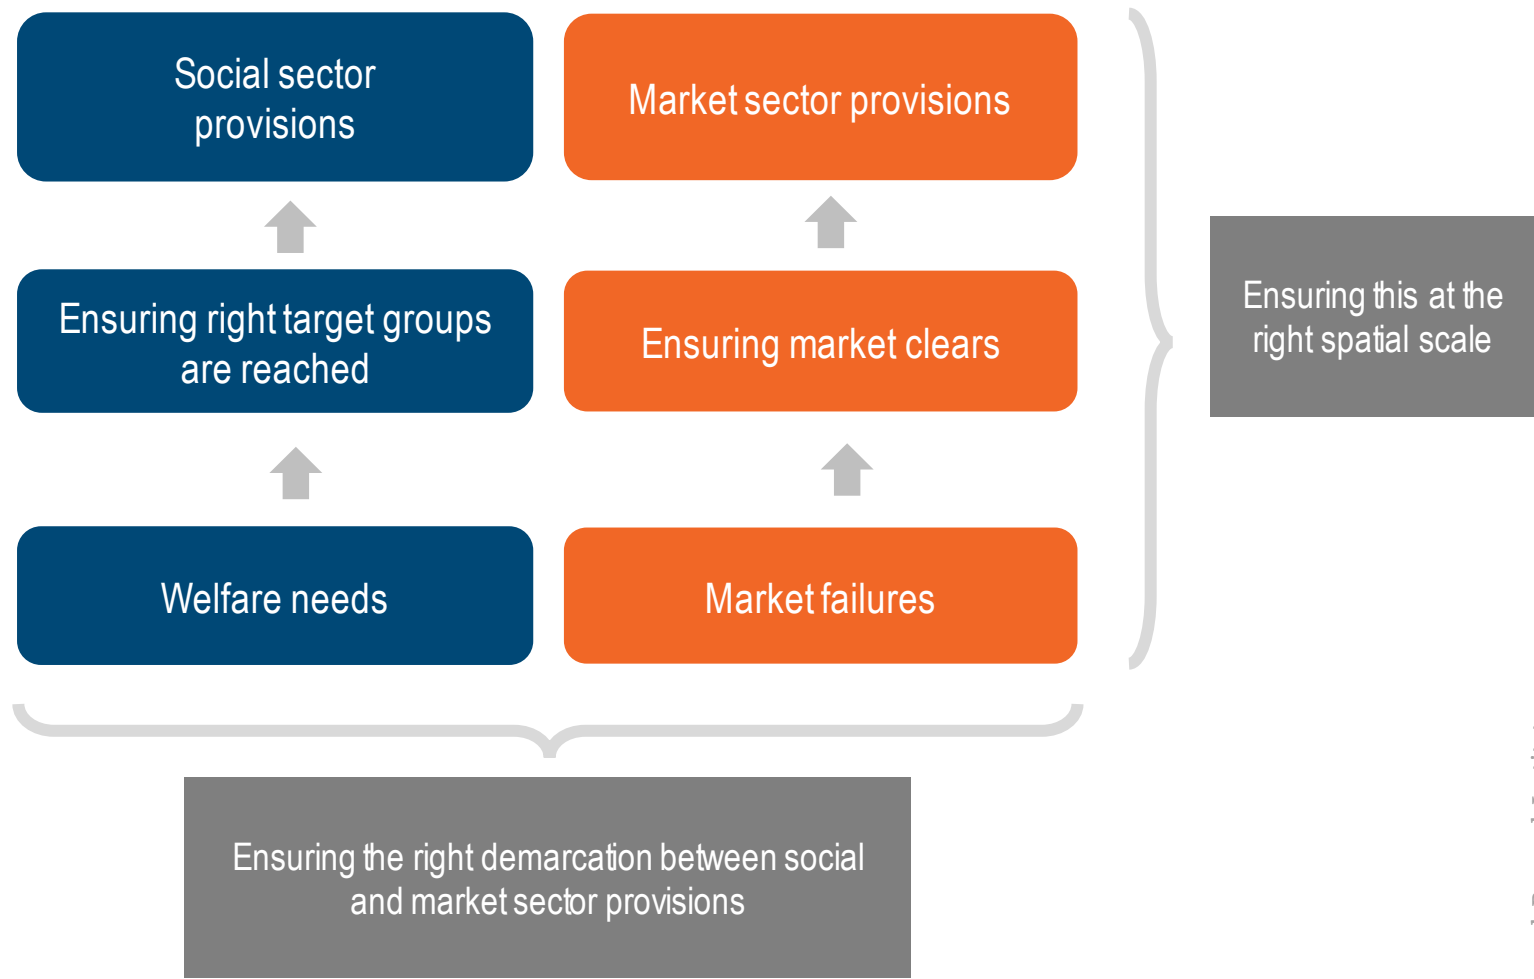 Social sector
provisions
Market sector provisions
Ensuring right target groups
are reached
Ensuring market clears
Ensuring this at the
right spatial scale
Welfare needs
Market failures
Ensuring the right demarcation between social
and market sector provisions